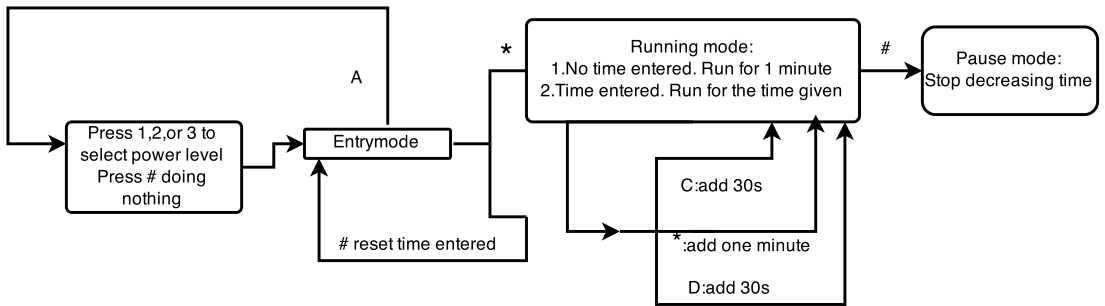 A
Press 1,2,or 3 to
select power level
Press # doing
nothing
Entrymode
# reset time entered
*
Running mode:
1.No time entered. Run for 1 minute
2.Time entered. Run for the time given
#
Pause mode:
Stop decreasing time
C:add 30s
*:add one minute
D:add 30s